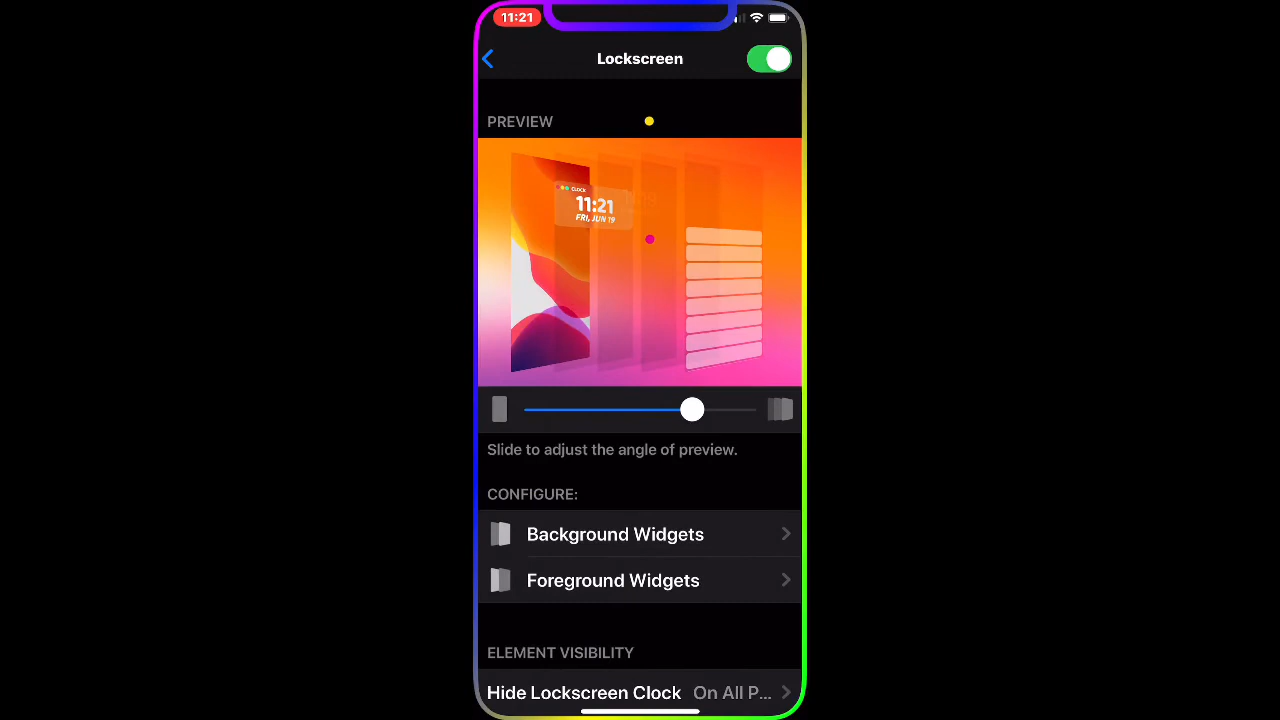 11:21
Lockscreen
PREVIEW
CLOCK
11:21
FRI, JUN 19
Slide to adjust the angle of preview.
CONFIGURE:
Background Widgets
Foreground Widgets
ELEMENT VISIBILITY
Hide Lockscreen Clock On All P...